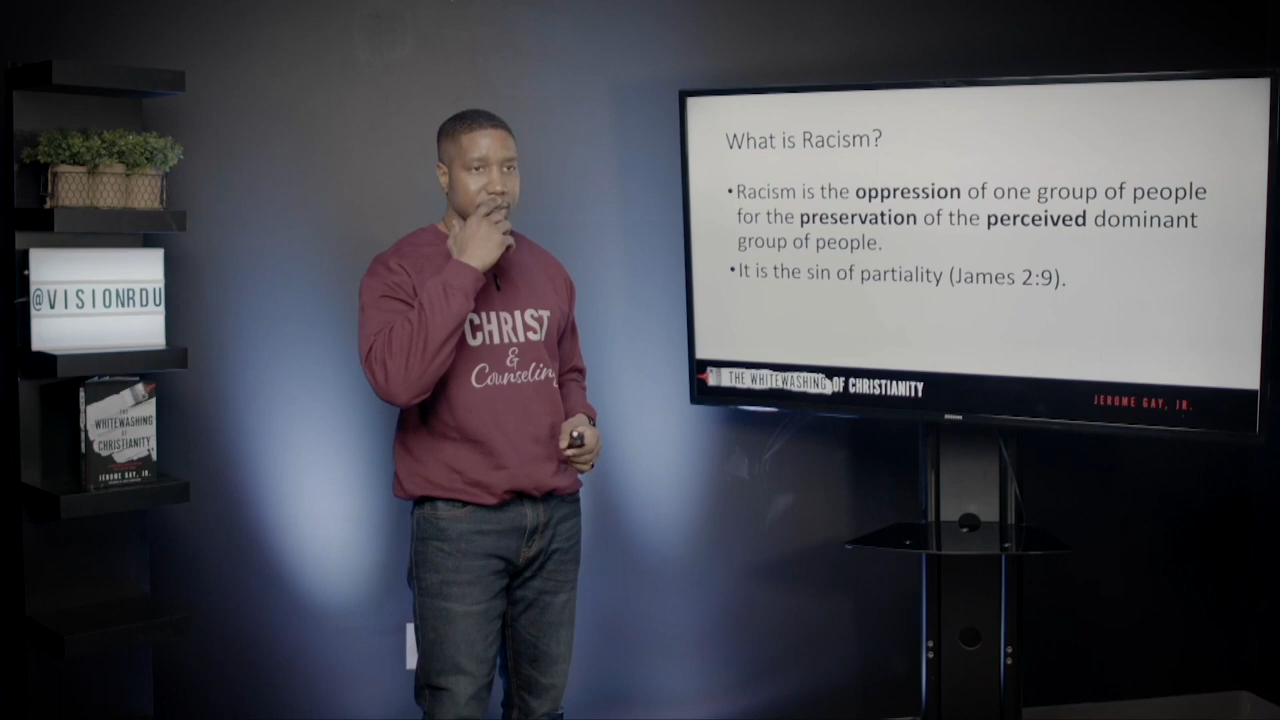 What is Racism?
•Racism is the oppression of one group of people
for the preservation of the perceived dominant
group of people.
•It is the sin of partiality (James 2:9).
THE WHITEWASHING OF CHRISTIANITY
JEROME GAY, JR.
CHRIST
&
Counseling
@VISIONRDU
THE
WHITEWASHING
OF
CHRISTIANITY
JEROME GAY, JR.